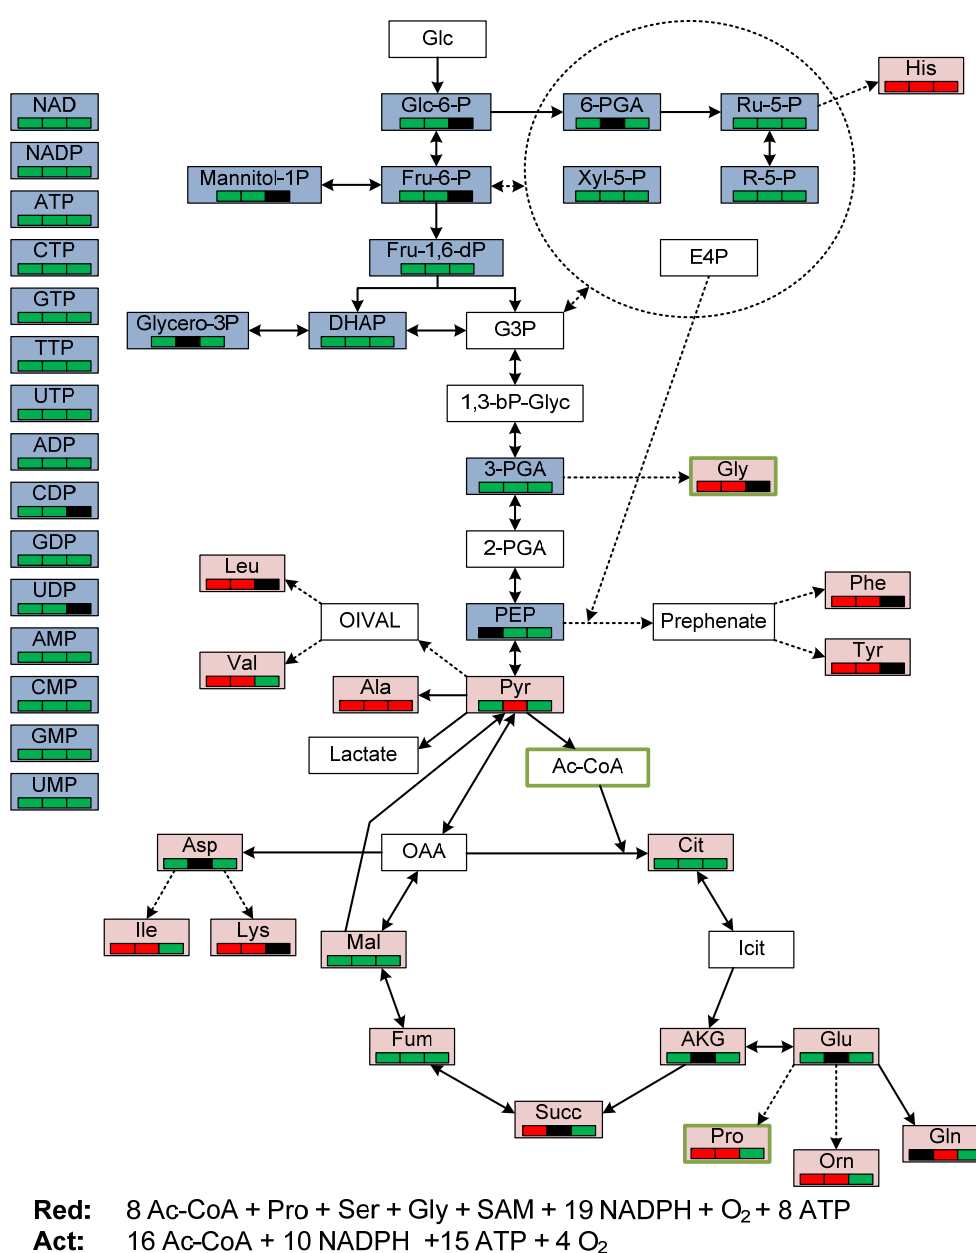 Glc
NAD
Glc-6-P
6-PGA
Ru-5-P
His
NADP
Mannitol-1P
Fru-6-P
Xyl-5-P
R-5-P
ATP
CTP
Fru-1,6-dP
E4P
GTP
Glycero-3P
DHAP
G3P
TTP
UTP
1,3-bP-Glyc
ADP
3-PGA
Gly
CDP
GDP
2-PGA
Leu
Phe
UDP
OIVAL
PEP
Prephenate
AMP
Val
Tyr
CMP
Ala
Pyr
GMP
Lactate
Ac-CoA
UMP
Asp
OAA
Cit
Ile
Lys
Mal
Icit
Fum
AKG
Glu
Succ
Pro
Gln
Orn
Red: 8 Ac-CoA + Pro + Ser + Gly + SAM + 19 NADPH + O₂ + 8 ATP
Act: 16 Ac-CoA + 10 NADPH +15 ATP + 4 O₂